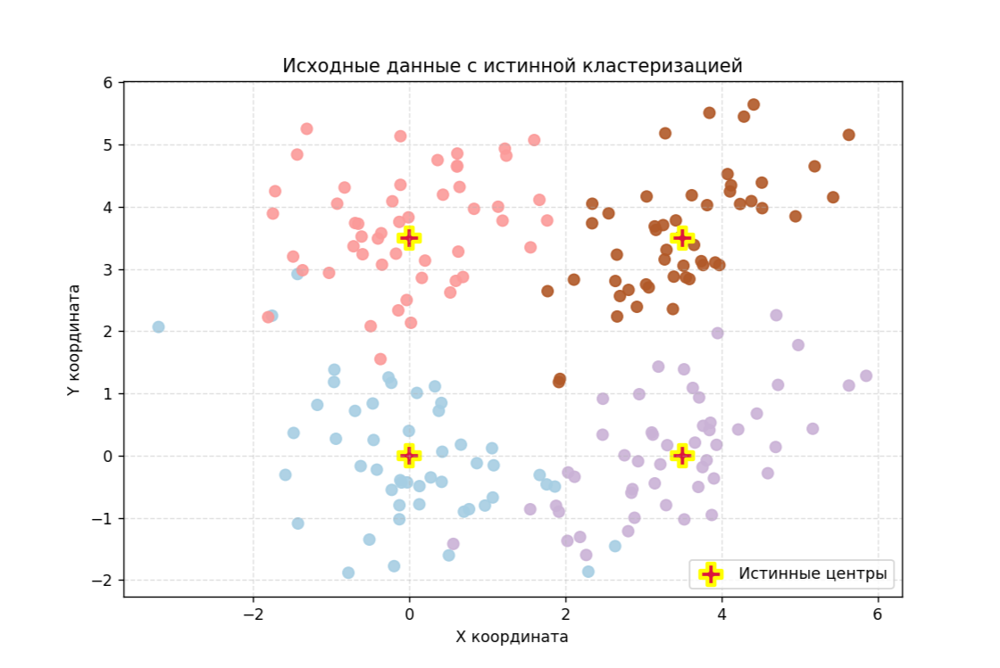 Исходные данные с истинной кластеризацией
6
5
4
3
2
1
0
−1
−2
Y координата
−2 0 2 4 6
X координата
Истинные центры